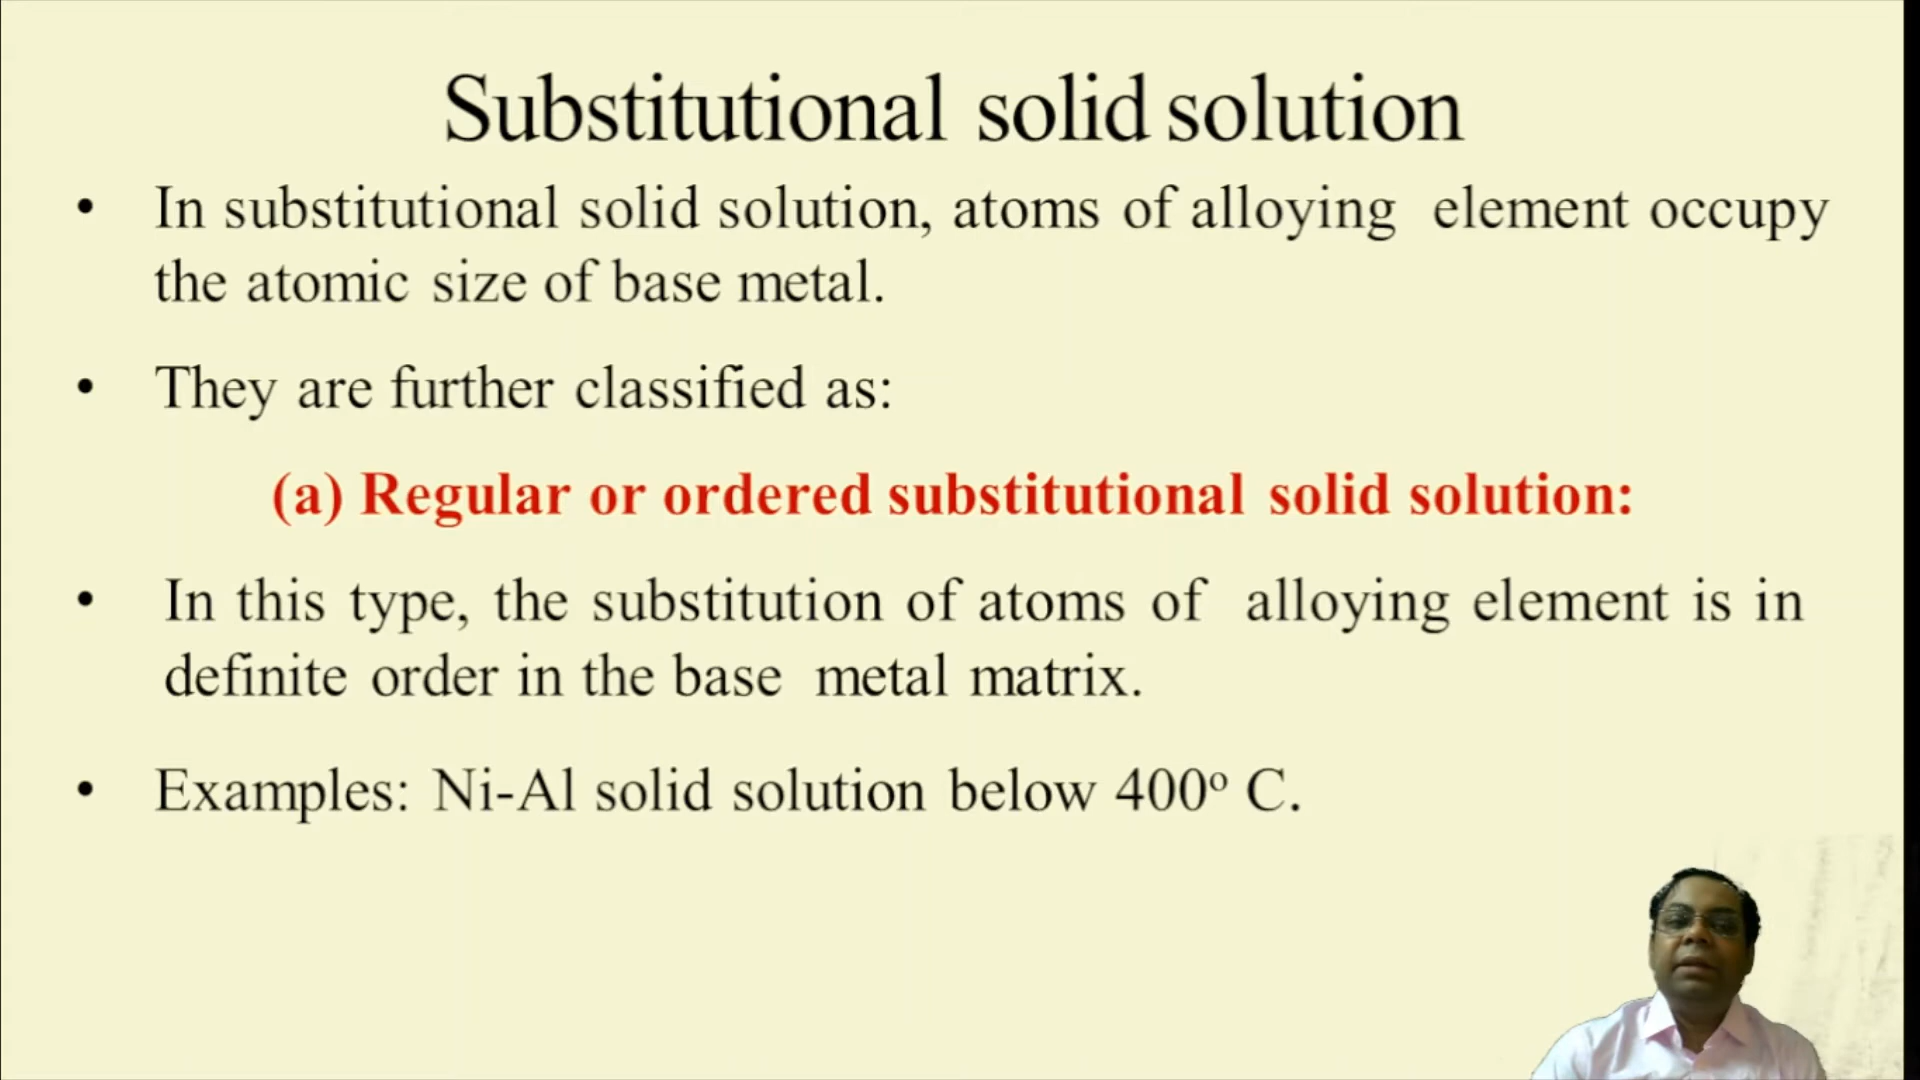 Substitutional solid solution
• In substitutional solid solution, atoms of alloying element occupy
the atomic size of base metal.
• They are further classified as:
(a) Regular or ordered substitutional solid solution:
• In this type, the substitution of atoms of alloying element is in
definite order in the base metal matrix.
• Examples: Ni-Al solid solution below 400º C.